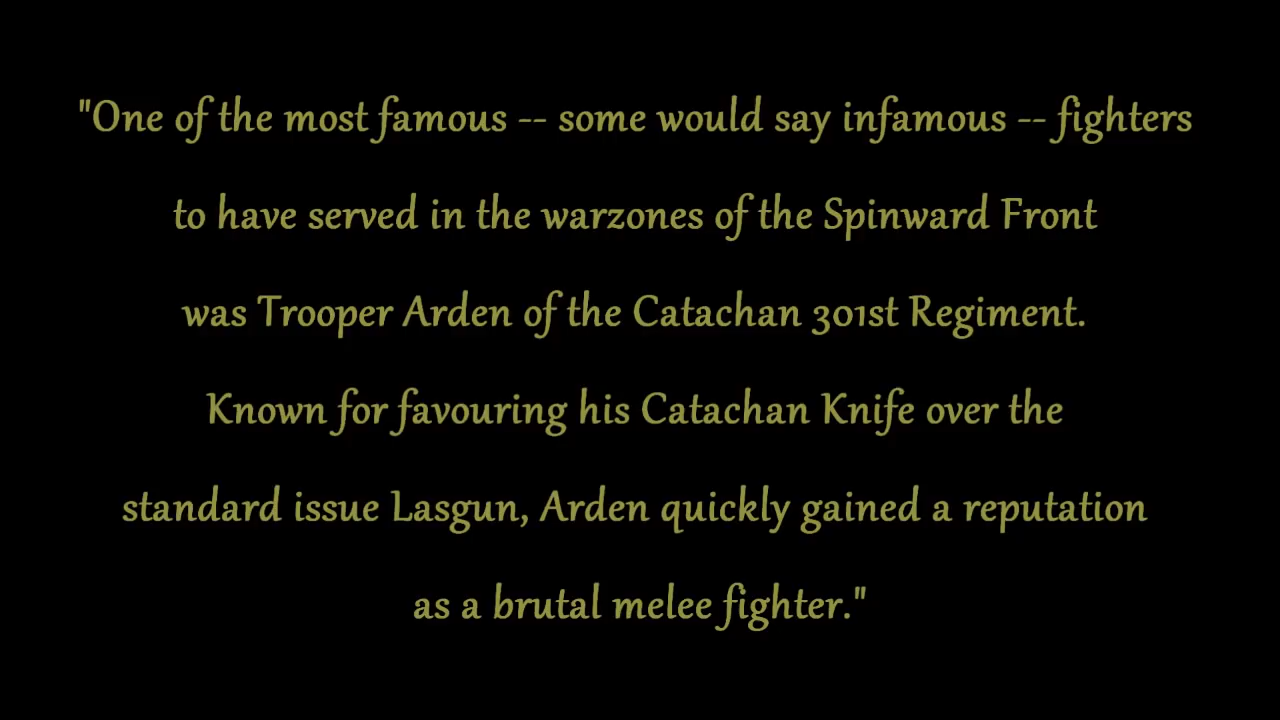 "One of the most famous -- some would say infamous -- fighters
to have served in the warzones of the Spinward Front
was Trooper Arden of the Catachan 301st Regiment.
Known for favouring his Catachan Knife over the
standard issue Lasgun, Arden quickly gained a reputation
as a brutal melee fighter."